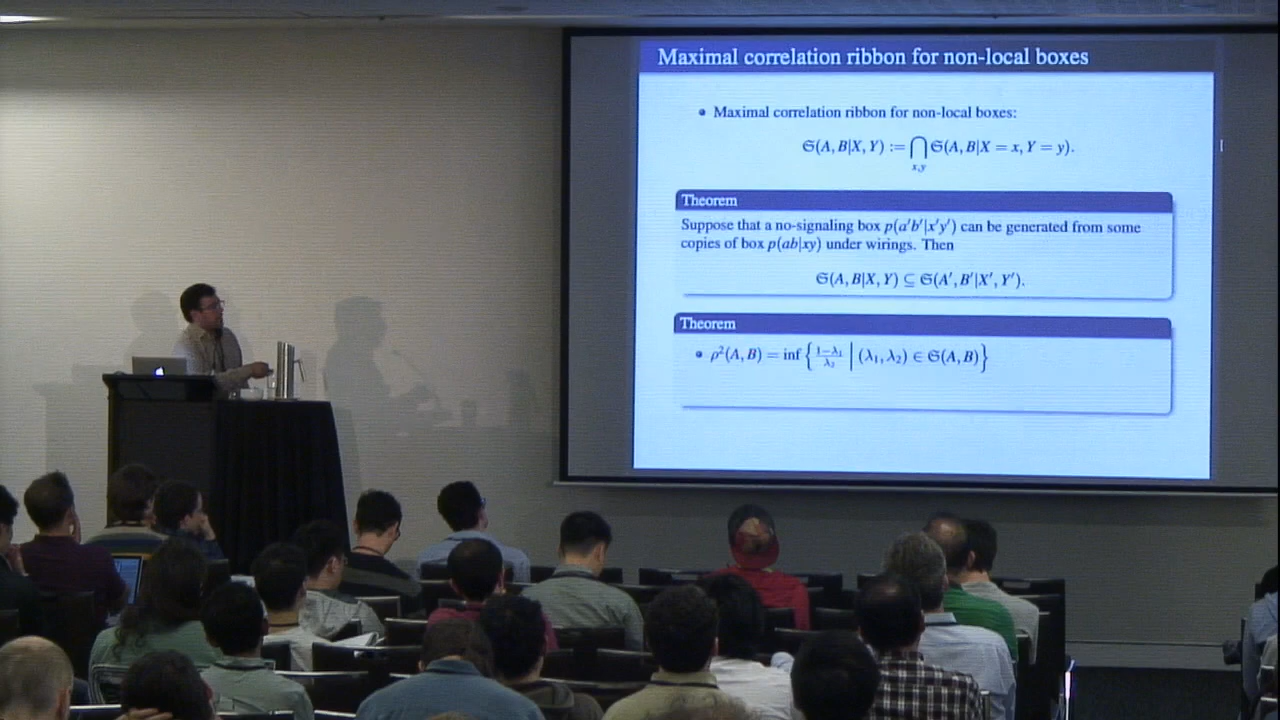 Maximal correlation ribbon for non-local boxes
• Maximal correlation ribbon for non-local boxes:
𝔖(A, B|X, Y) := ⋂_{x,y} 𝔖(A, B|X = x, Y = y).
Theorem
Suppose that a no-signaling box p(a′b′|x′y′) can be generated from some
copies of box p(ab|xy) under wirings. Then
𝔖(A, B|X, Y) ⊆ 𝔖(A′, B′|X′, Y′).
Theorem
• ρ²(A, B) = inf { (1−λ₁)/λ₂ | (λ₁, λ₂) ∈ 𝔖(A, B) }